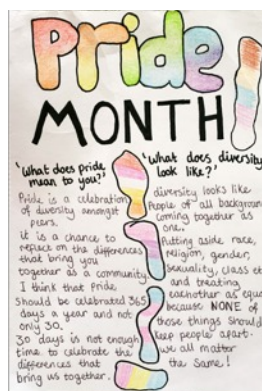 Pride
MONTH!
'What does pride
mean to you?'
Pride is a celebration
of diversity amongst
peers.
it is a chance to
reflect on the differences
that bring you
together as a community.
I think that Pride
should be celebrated 365
days a year and not
only 30.
30 days is not enough
time to celebrate the
differences that
bring us together.
'What does diversity
look like?'
diversity looks like
People of all background
coming together as
one.
Putting aside race,
religion, gender,
sexuality, class et
and treating
eachother as equa
because NONE of
those things should
keep people apart.
we all matter
the same!